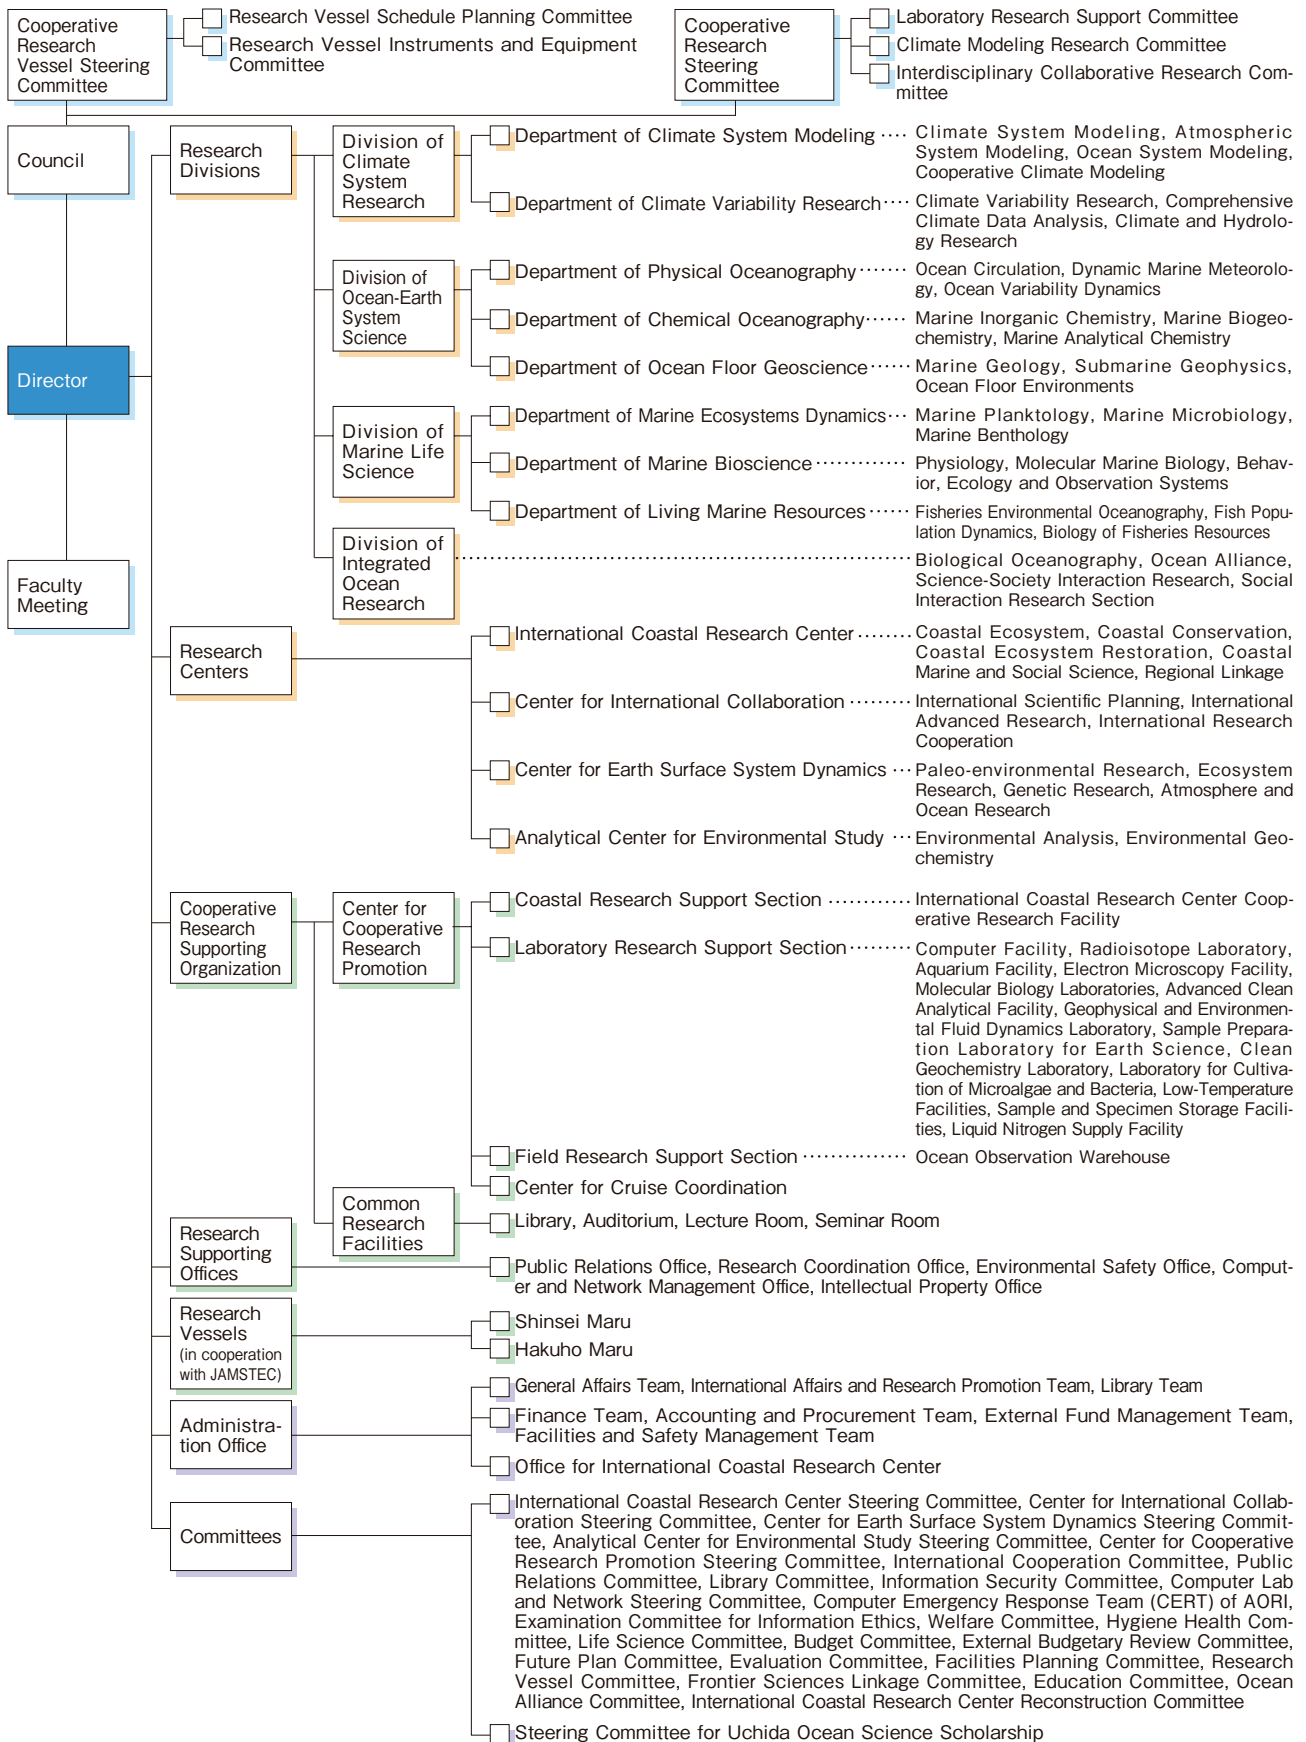 Cooperative
Research
Vessel Steering
Committee
Research Vessel Schedule Planning Committee
Research Vessel Instruments and Equipment
Committee
Cooperative
Research
Steering
Committee
Laboratory Research Support Committee
Climate Modeling Research Committee
Interdisciplinary Collaborative Research Com-
mittee
Council
Director
Faculty
Meeting
Research
Divisions
Division of
Climate
System
Research
Department of Climate System Modeling ···· Climate System Modeling, Atmospheric
System Modeling, Ocean System Modeling,
Cooperative Climate Modeling
Department of Climate Variability Research ···· Climate Variability Research, Comprehensive
Climate Data Analysis, Climate and Hydrolo-
gy Research
Division of
Ocean-Earth
System
Science
Department of Physical Oceanography ······· Ocean Circulation, Dynamic Marine Meteorolo-
gy, Ocean Variability Dynamics
Department of Chemical Oceanography ······ Marine Inorganic Chemistry, Marine Biogeo-
chemistry, Marine Analytical Chemistry
Department of Ocean Floor Geoscience ······ Marine Geology, Submarine Geophysics,
Ocean Floor Environments
Division of
Marine Life
Science
Department of Marine Ecosystems Dynamics ··· Marine Planktology, Marine Microbiology,
Marine Benthology
Department of Marine Bioscience ············· Physiology, Molecular Marine Biology, Behav-
ior, Ecology and Observation Systems
Department of Living Marine Resources ······ Fisheries Environmental Oceanography, Fish Popu-
lation Dynamics, Biology of Fisheries Resources
Division of
Integrated
Ocean
Research
Biological Oceanography, Ocean Alliance,
Science-Society Interaction Research, Social
Interaction Research Section
Research
Centers
International Coastal Research Center ········ Coastal Ecosystem, Coastal Conservation,
Coastal Ecosystem Restoration, Coastal
Marine and Social Science, Regional Linkage
Center for International Collaboration ········· International Scientific Planning, International
Advanced Research, International Research
Cooperation
Center for Earth Surface System Dynamics ··· Paleo-environmental Research, Ecosystem
Research, Genetic Research, Atmosphere and
Ocean Research
Analytical Center for Environmental Study ··· Environmental Analysis, Environmental Geo-
chemistry
Cooperative
Research
Supporting
Organization
Center for
Cooperative
Research
Promotion
Coastal Research Support Section ··········· International Coastal Research Center Coop-
erative Research Facility
Laboratory Research Support Section ········· Computer Facility, Radioisotope Laboratory,
Aquarium Facility, Electron Microscopy Facility,
Molecular Biology Laboratories, Advanced Clean
Analytical Facility, Geophysical and Environmen-
tal Fluid Dynamics Laboratory, Sample Prepara-
tion Laboratory for Earth Science, Clean
Geochemistry Laboratory, Laboratory for Cultiva-
tion of Microalgae and Bacteria, Low-Temperature
Facilities, Sample and Specimen Storage Facili-
ties, Liquid Nitrogen Supply Facility
Field Research Support Section ·············· Ocean Observation Warehouse
Center for Cruise Coordination
Common
Research
Facilities
Library, Auditorium, Lecture Room, Seminar Room
Research
Supporting
Offices
Public Relations Office, Research Coordination Office, Environmental Safety Office, Comput-
er and Network Management Office, Intellectual Property Office
Research
Vessels
(in cooperation
with JAMSTEC)
Shinsei Maru
Hakuho Maru
Administra-
tion Office
General Affairs Team, International Affairs and Research Promotion Team, Library Team
Finance Team, Accounting and Procurement Team, External Fund Management Team,
Facilities and Safety Management Team
Office for International Coastal Research Center
Committees
International Coastal Research Center Steering Committee, Center for International Collab-
oration Steering Committee, Center for Earth Surface System Dynamics Steering Commit-
tee, Analytical Center for Environmental Study Steering Committee, Center for Cooperative
Research Promotion Steering Committee, International Cooperation Committee, Public
Relations Committee, Library Committee, Information Security Committee, Computer Lab
and Network Steering Committee, Computer Emergency Response Team (CERT) of AORI,
Examination Committee for Information Ethics, Welfare Committee, Hygiene Health Com-
mittee, Life Science Committee, Budget Committee, External Budgetary Review Committee,
Future Plan Committee, Evaluation Committee, Facilities Planning Committee, Research
Vessel Committee, Frontier Sciences Linkage Committee, Education Committee, Ocean
Alliance Committee, International Coastal Research Center Reconstruction Committee
Steering Committee for Uchida Ocean Science Scholarship